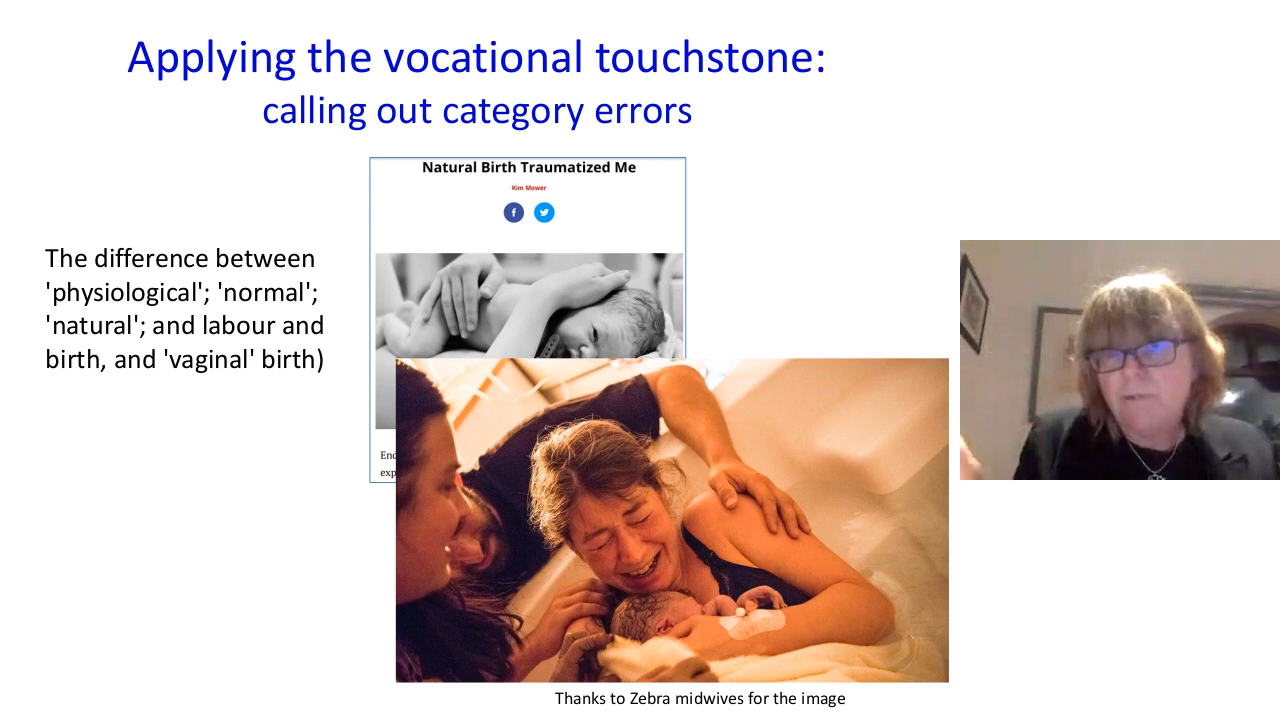 Applying the vocational touchstone:
calling out category errors
Natural Birth Traumatized Me
Kim Mower
f
The difference between
'physiological'; 'normal';
'natural'; and labour and
birth, and 'vaginal' birth)
Thanks to Zebra midwives for the image